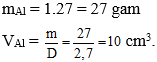 mAl = 1.27 = 27 gam
VAl = m/D = 27/2,7 = 10 cm³.